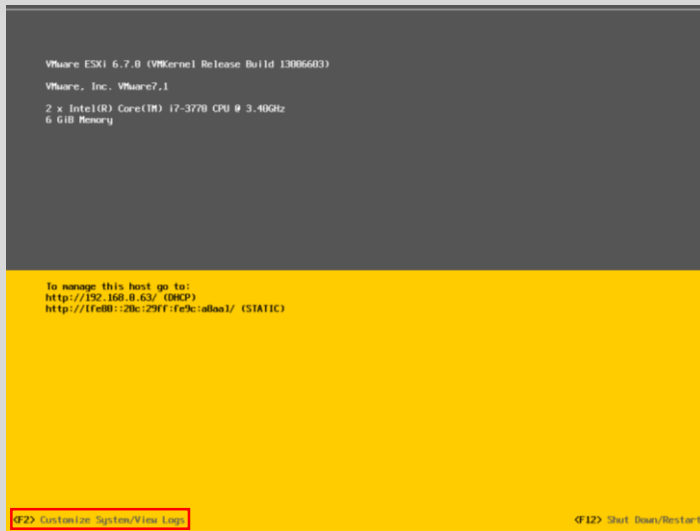 VMware ESXi 6.7.0 (VMKernel Release Build 13006603)
VMware, Inc. VMware7,1
2 x Intel(R) Core(TM) i7-3770 CPU @ 3.40GHz
6 GiB Memory
To manage this host go to:
http://192.168.0.63/ (DHCP)
http://[fe80::20c:29ff:fe9c:a8aa]/ (STATIC)
<F2> Customize System/View Logs
<F12> Shut Down/Restart